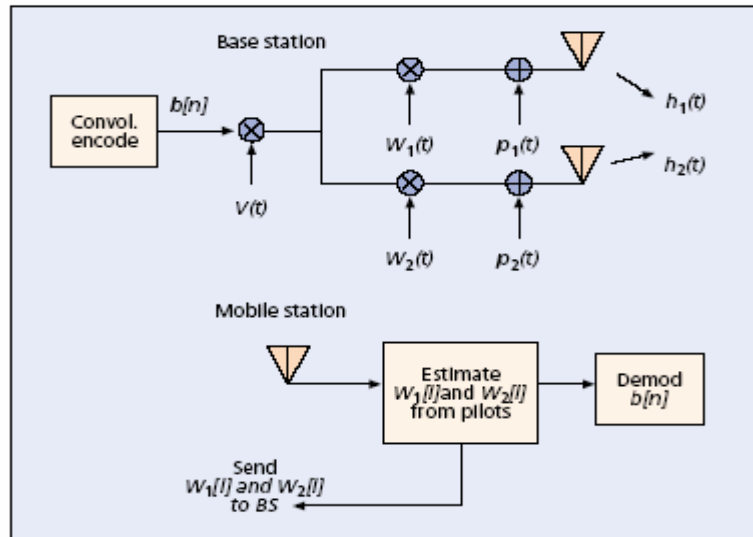 Base station
Convol.
encode
b[n]
V(t)
W1(t)
p1(t)
h1(t)
h2(t)
W2(t)
p2(t)
Mobile station
Estimate
W1[l]and W2[l]
from pilots
Demod
b[n]
Send
W1[l] and W2[l]
to BS